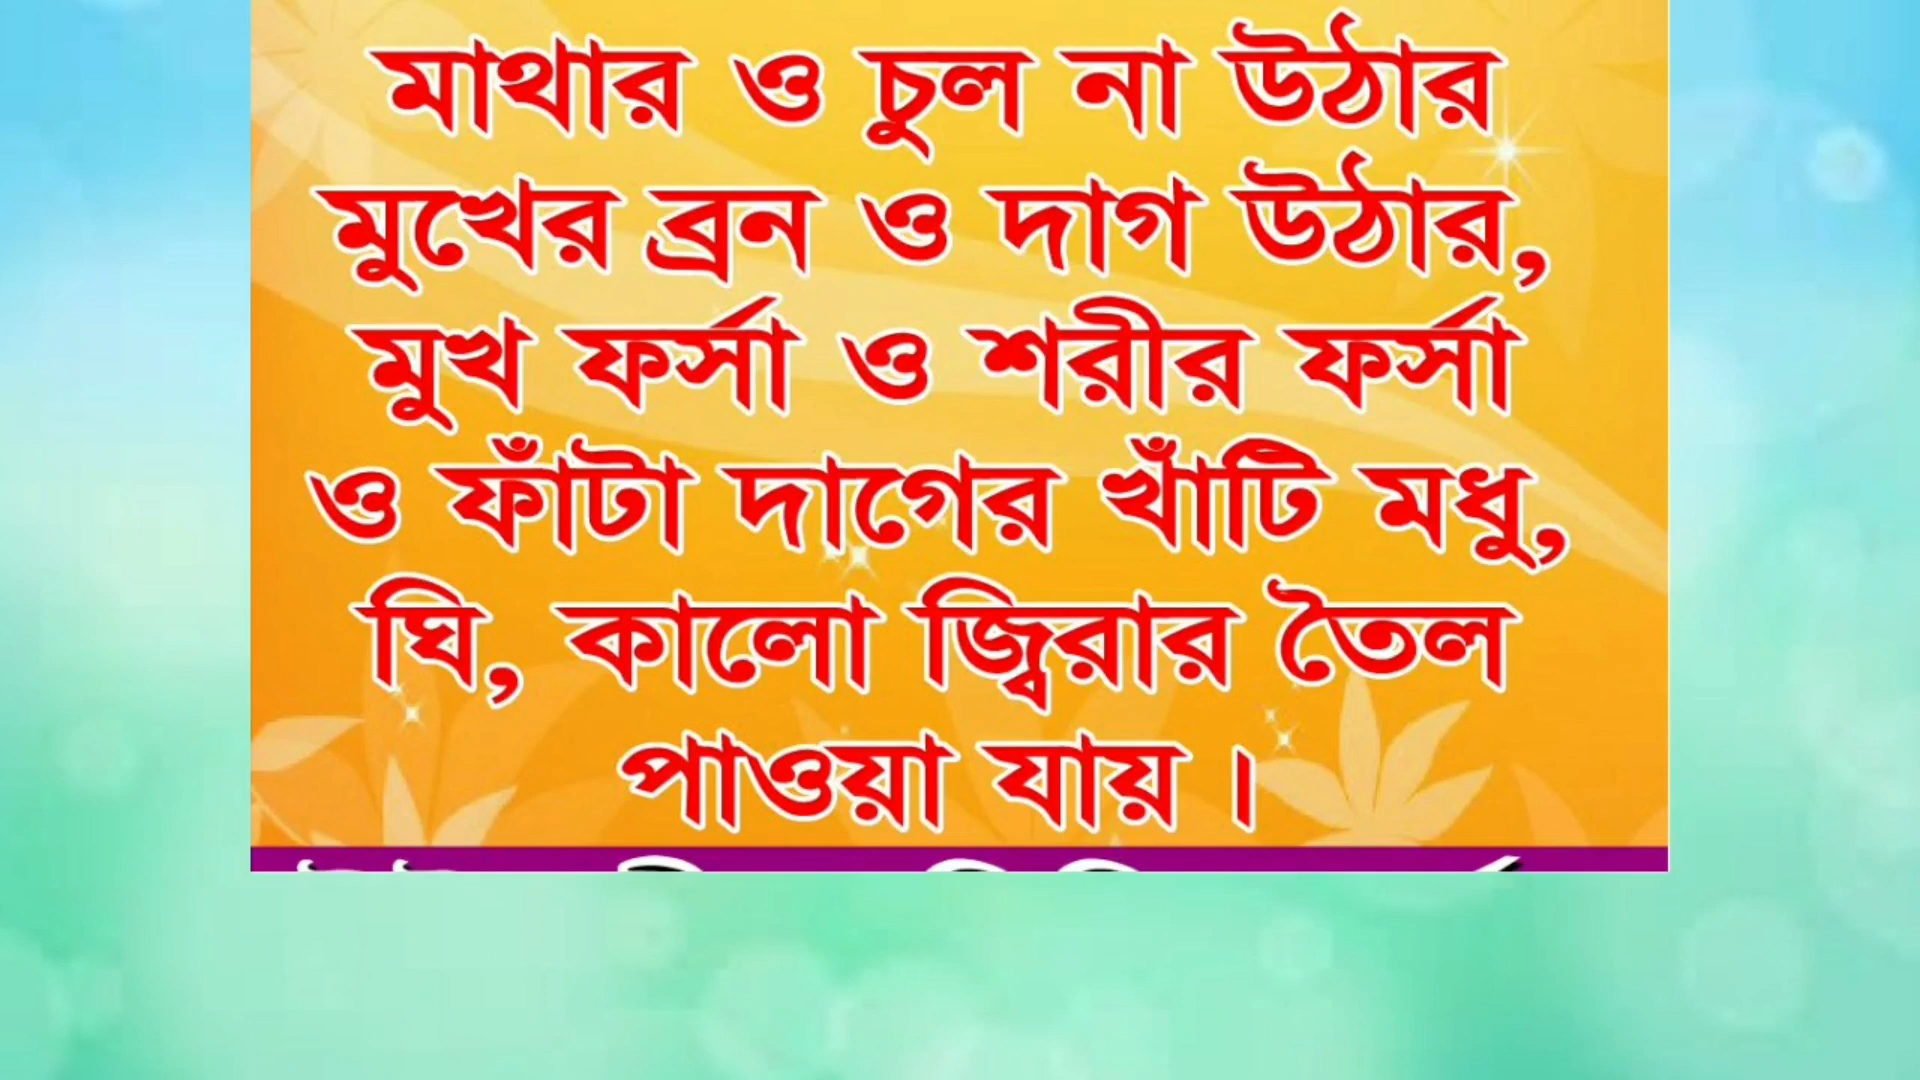 মাথার ও চুল না উঠার
মুখের ব্রন ও দাগ উঠার,
মুখ ফর্সা ও শরীর ফর্সা
ও ফাঁটা দাগের খাঁটি মধু,
ঘি, কালো জ্বিরার তৈল
পাওয়া যায় ।